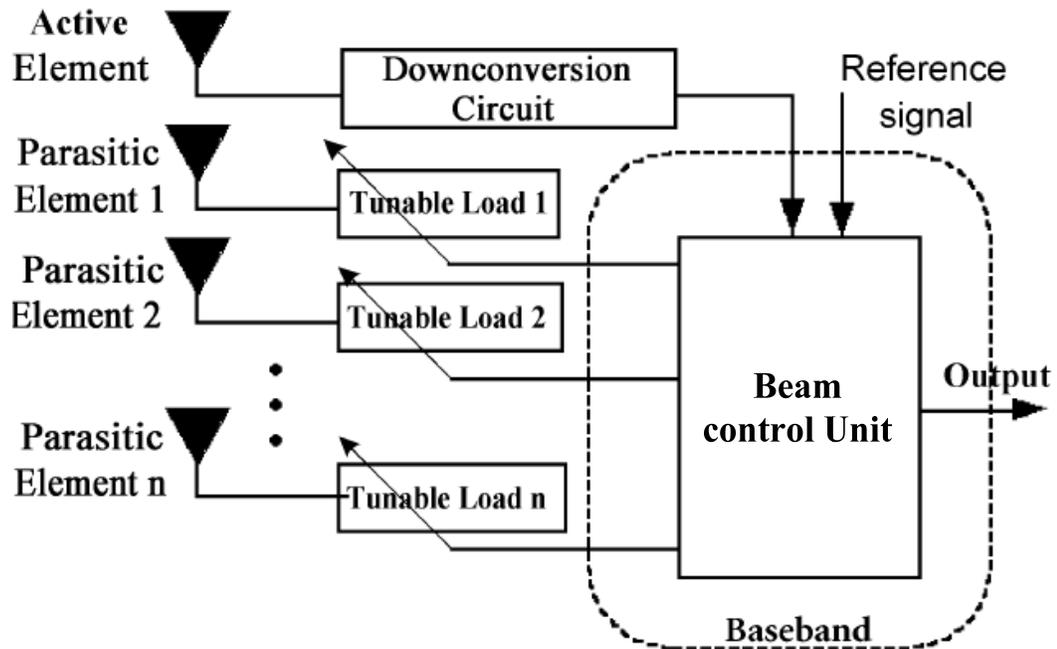 Active
Element
Downconversion
Circuit
Reference
signal
Parasitic
Element 1
Tunable Load 1
Parasitic
Element 2
Tunable Load 2
Beam
control Unit
Output
Parasitic
Element n
Tunable Load n
Baseband